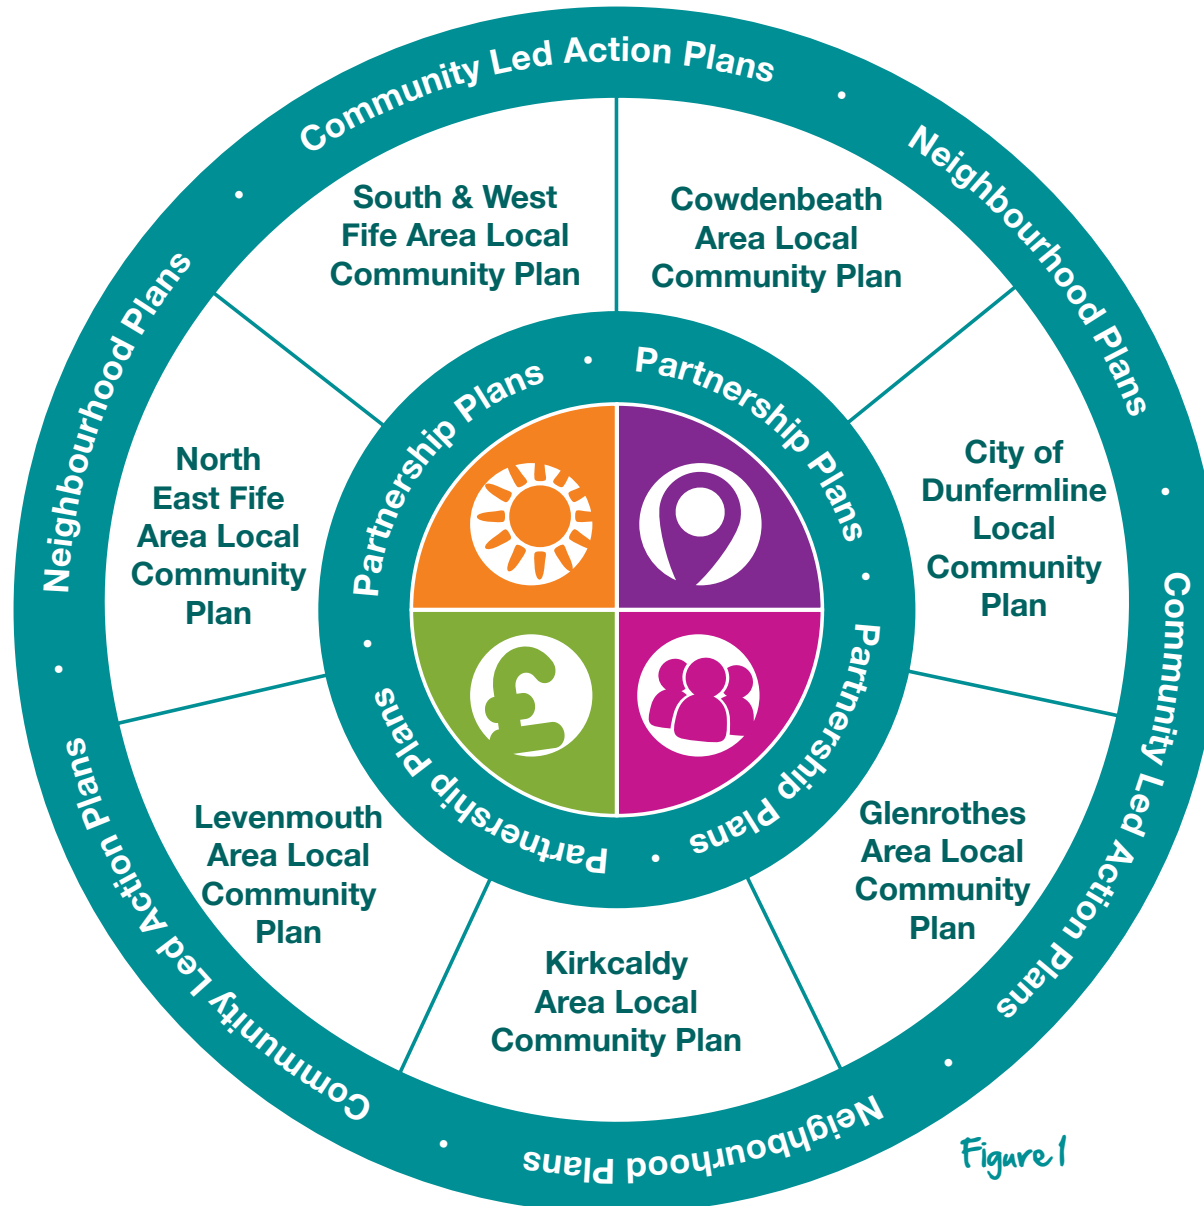 Community Led Action Plans
Neighbourhood Plans
Community Led Action Plans
Neighbourhood Plans
Community Led Action Plans
Neighbourhood Plans
South & West
Fife Area Local
Community Plan
Cowdenbeath
Area Local
Community Plan
City of
Dunfermline
Local
Community
Plan
Glenrothes
Area Local
Community
Plan
Kirkcaldy
Area Local
Community Plan
Levenmouth
Area Local
Community
Plan
North
East Fife
Area Local
Community
Plan
Partnership Plans
Partnership Plans
Partnership Plans
Partnership Plans
£
Figure 1